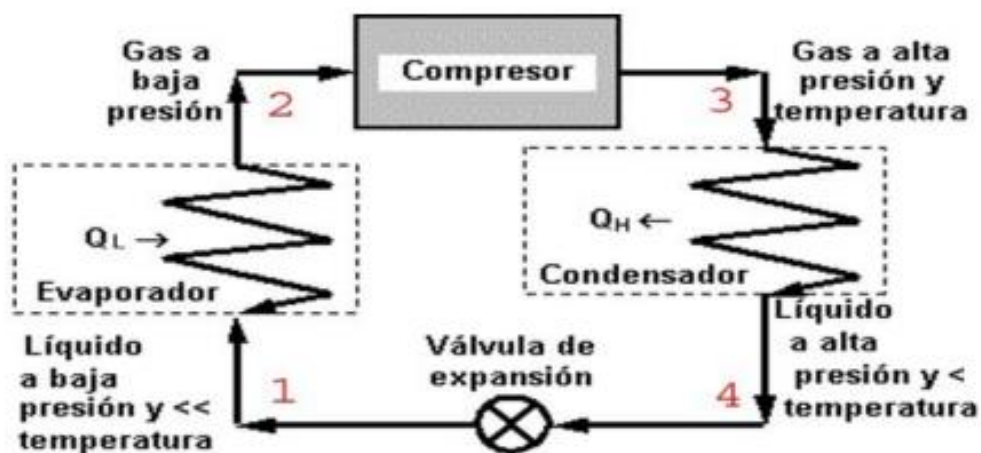 Gas a
baja
presión
2
Compresor
3
Gas a alta
presión y
temperatura
QL →
Evaporador
QH ←
Condensador
Líquido
a baja
presión y <<
temperatura
1
Válvula de
expansión
4
Líquido
a alta
presión y <
temperatura